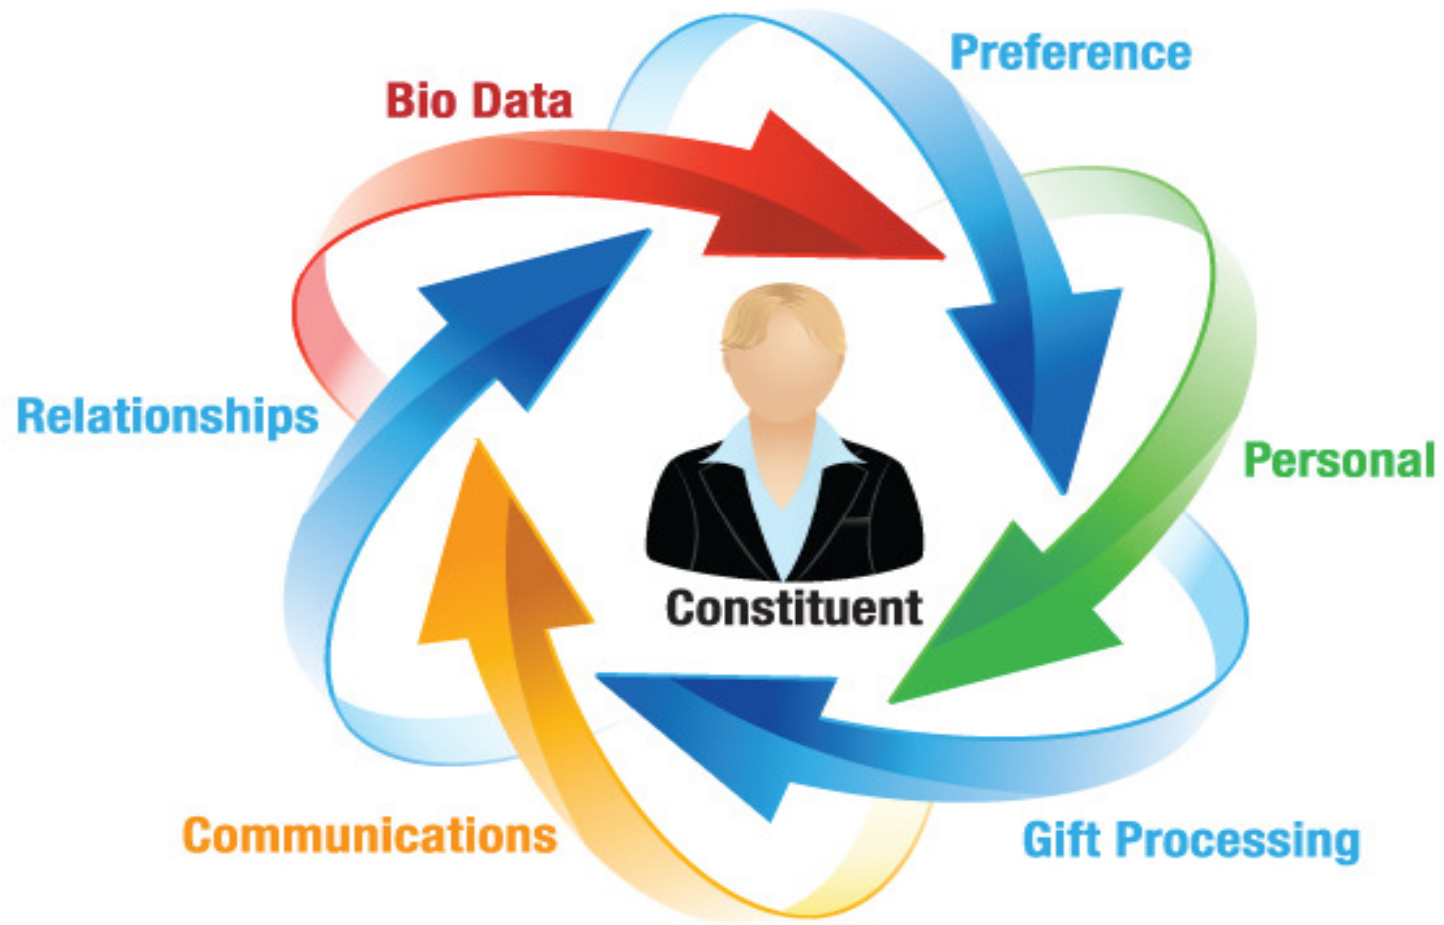 Preference
Bio Data
Relationships
Personal
Constituent
Communications
Gift Processing